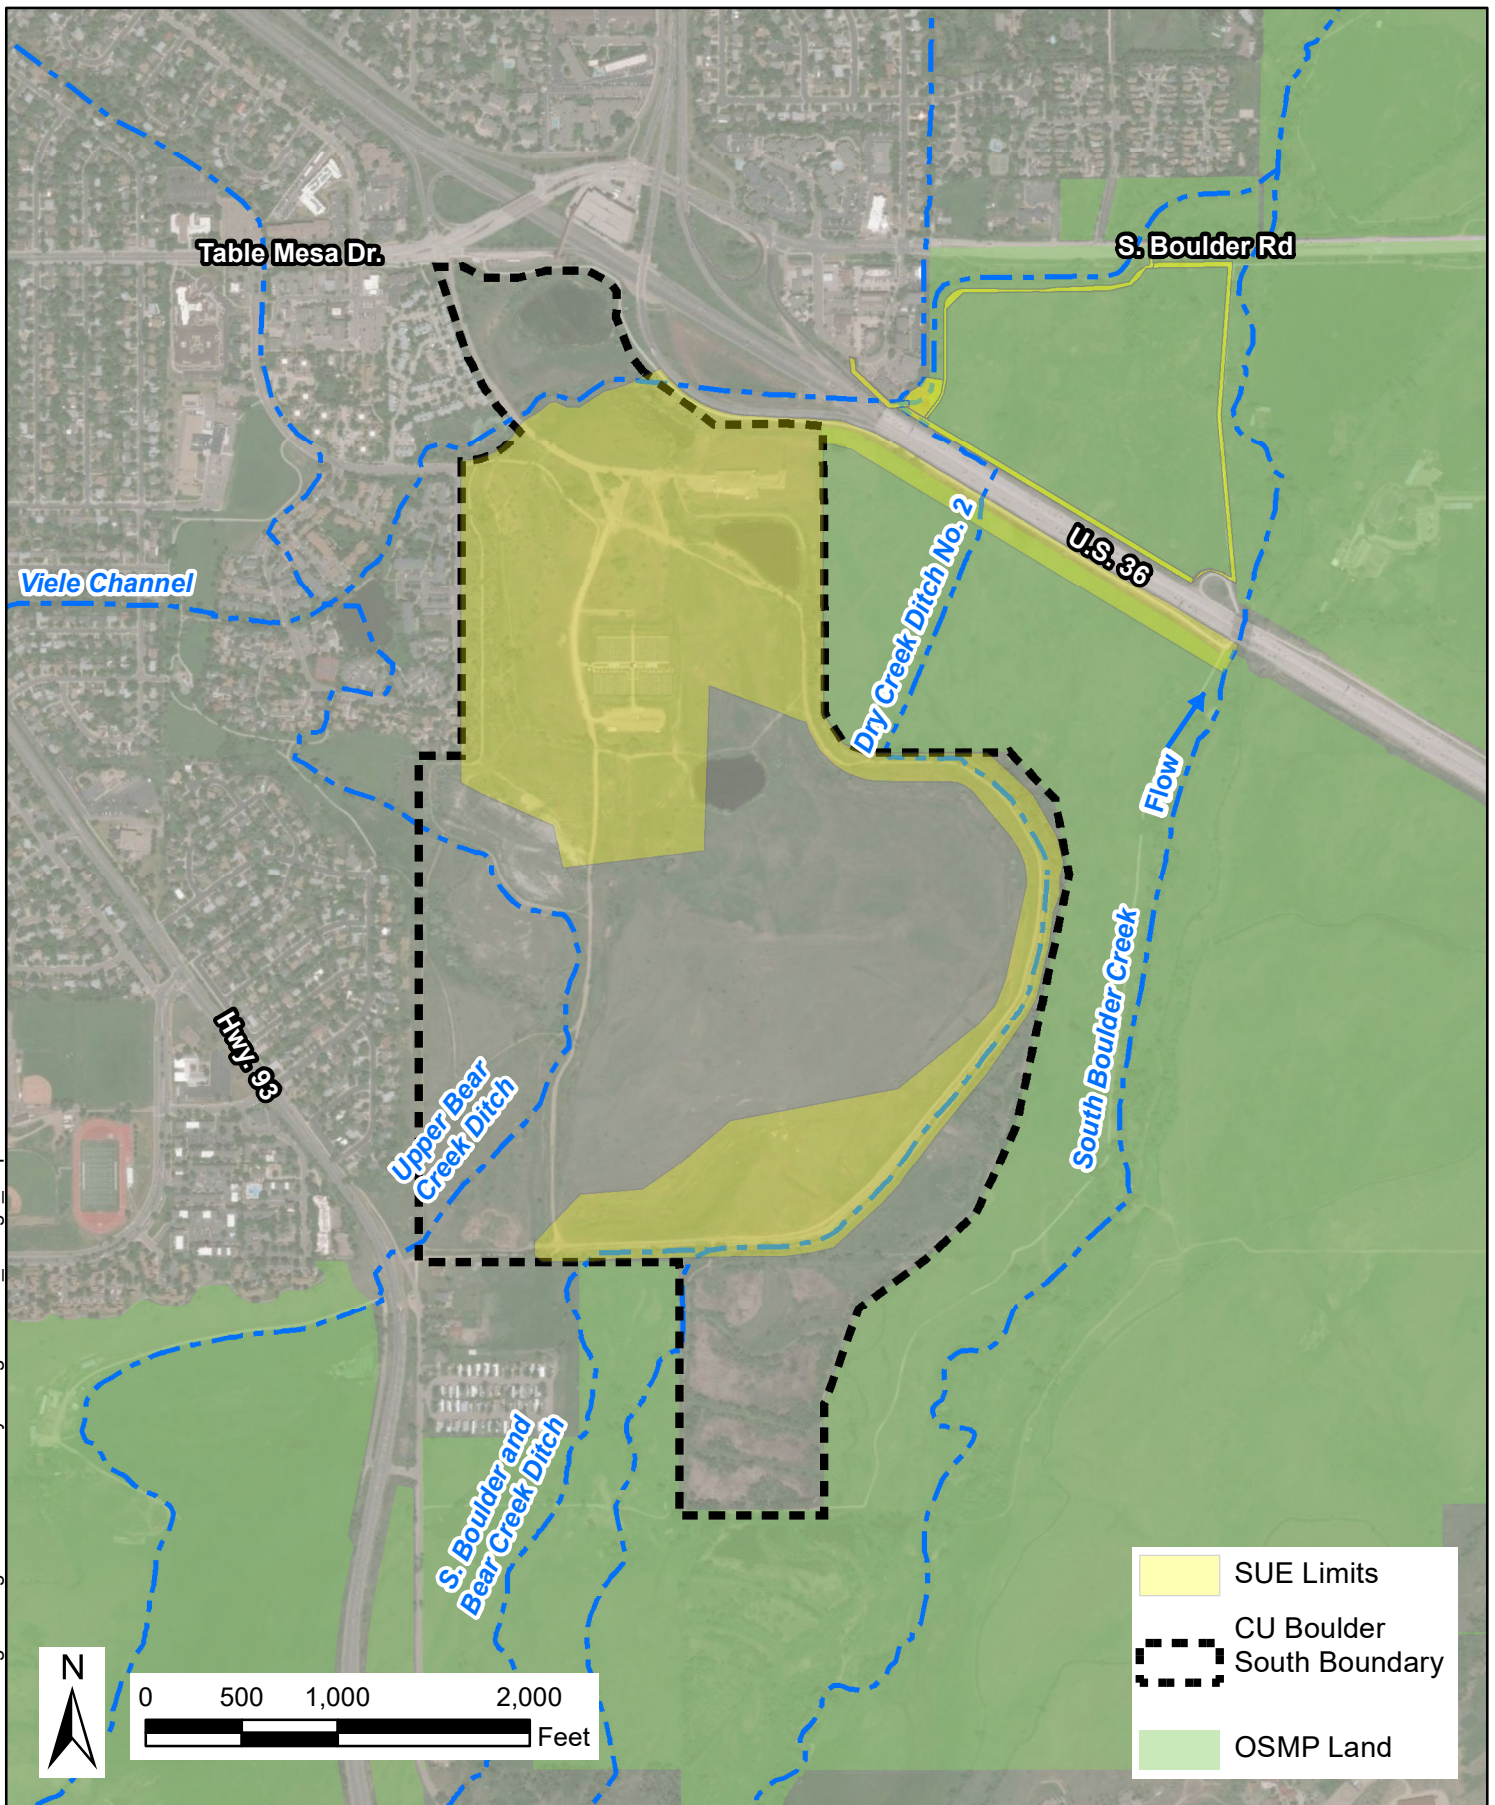 Table Mesa Dr.
S. Boulder Rd
U.S. 36
Dry Creek Ditch No. 2
Viele Channel
Flow
South Boulder Creek
Hwy. 93
Upper Bear
Creek Ditch
S. Boulder and
Bear Creek Ditch
SUE Limits
CU Boulder
South Boundary
OSMP Land
N
0 500 1,000 2,000
Feet